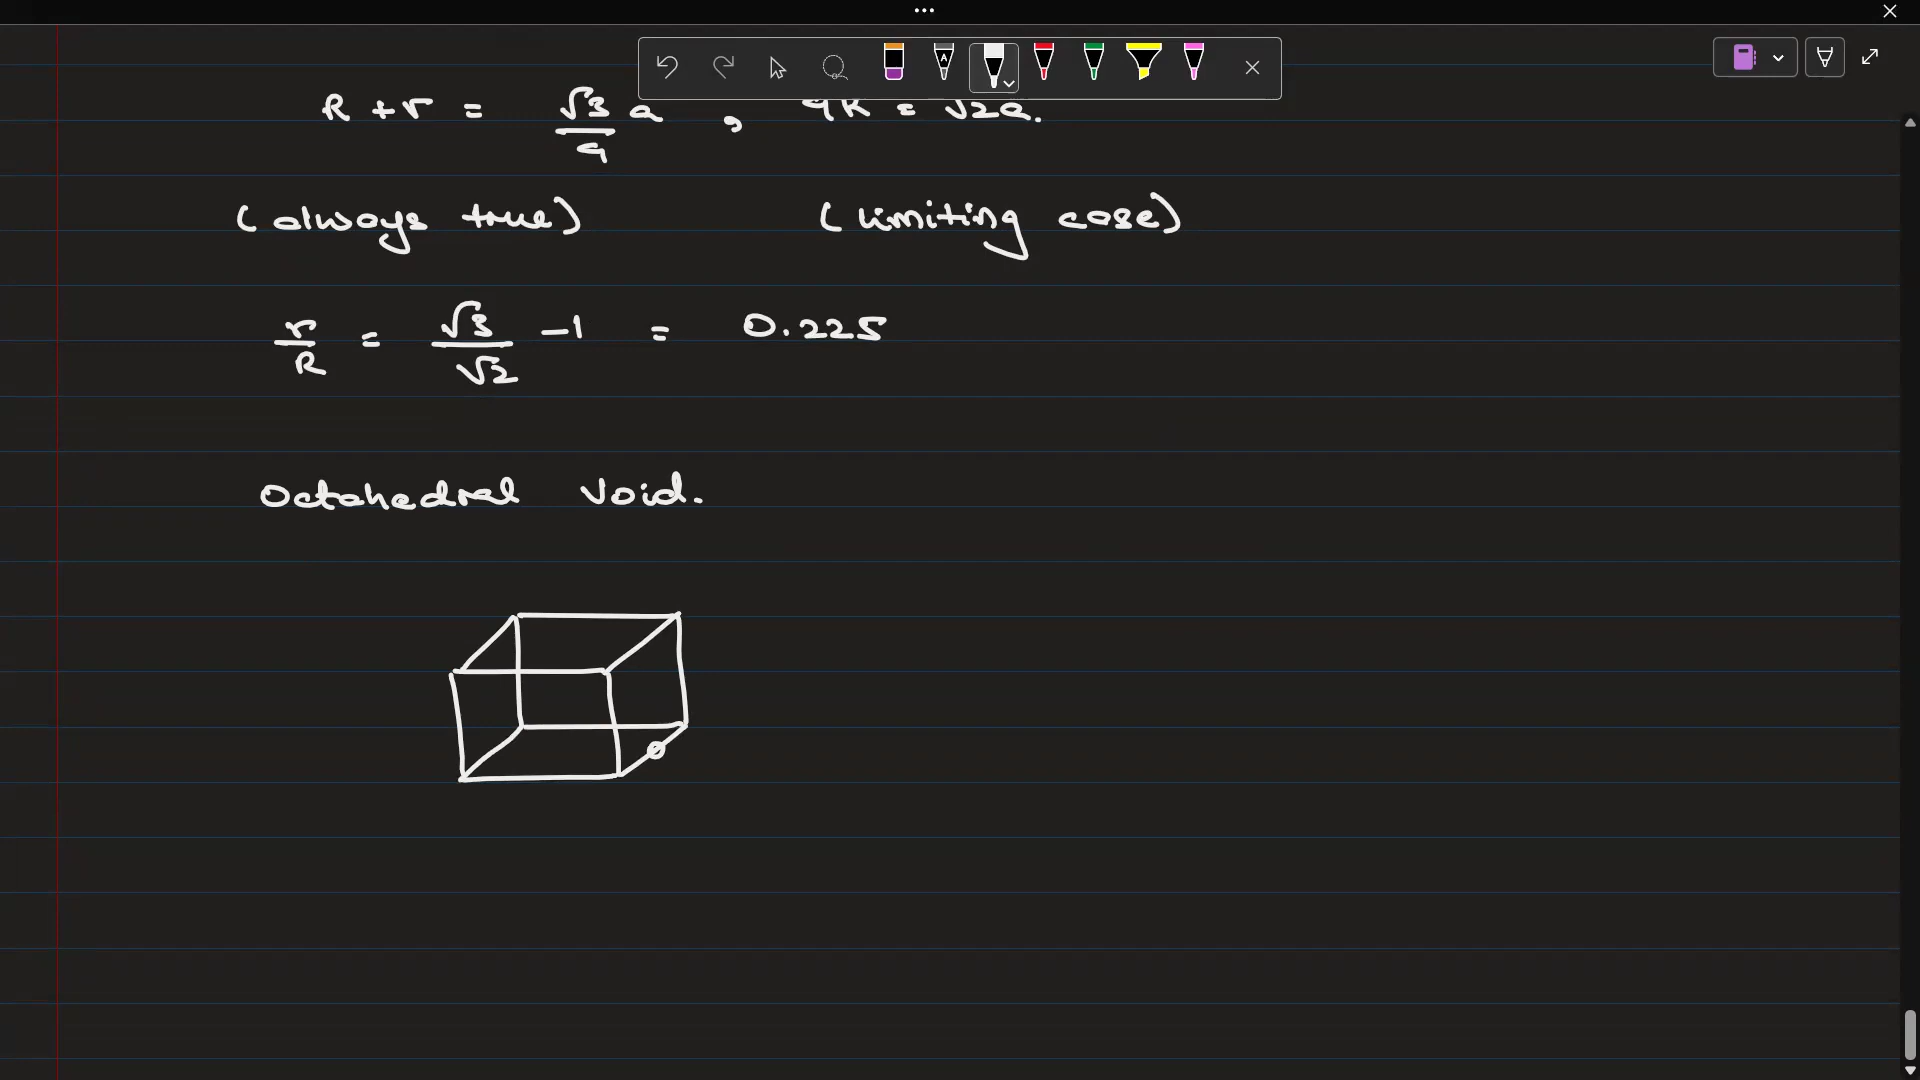 R + r = √3/4 a , 4R = √2a.
(always true) (limiting case)
r/R = √3/√2 -1 = 0.225
Octahedral Void.